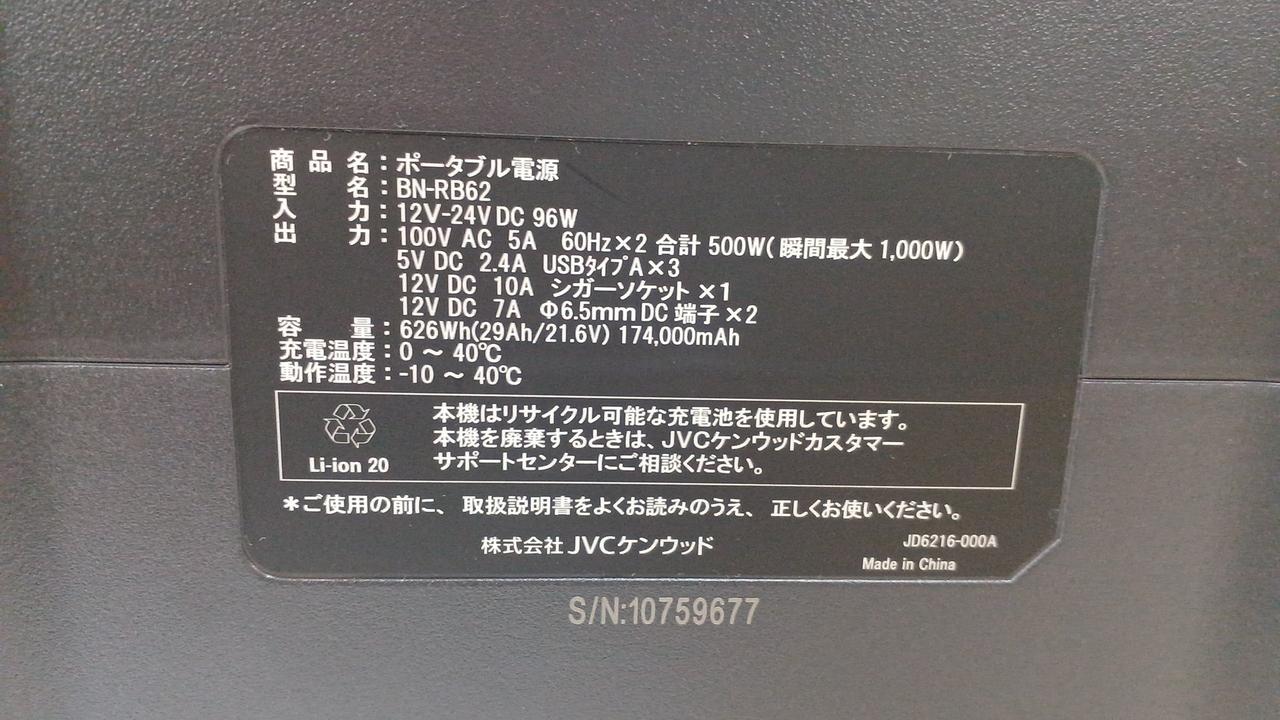 商品名：ポータブル電源
型名：BN-RB62
入力：12V-24V DC 96W
出力：100V AC 5A 60Hz×2 合計 500W(瞬間最大 1,000W)
5V DC 2.4A USBタイプA×3
12V DC 10A シガーソケット ×1
12V DC 7A Φ6.5mm DC 端子×2
容量：626Wh(29Ah/21.6V) 174,000mAh
充電温度：0 ～ 40℃
動作温度：-10 ～ 40℃
本機はリサイクル可能な充電池を使用しています。
本機を廃棄するときは、JVCケンウッドカスタマー
サポートセンターにご相談ください。
Li-ion 20
＊ご使用の前に、取扱説明書をよくお読みのうえ、正しくお使いください。
株式会社 JVCケンウッド
JD6216-000A
Made in China
S/N:10759677